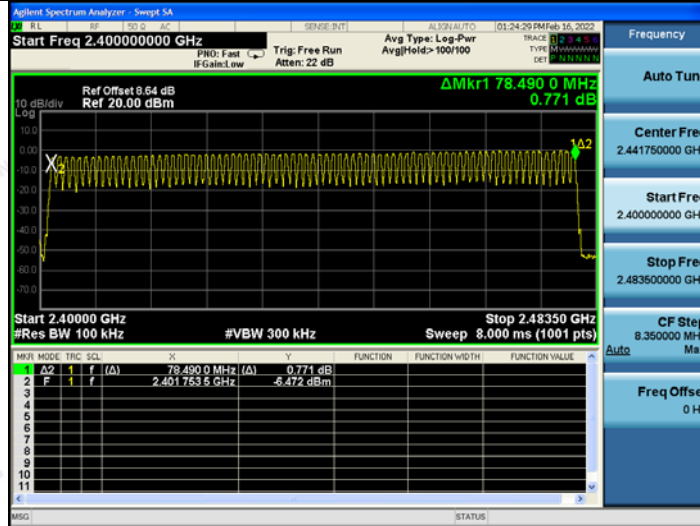 Agilent Spectrum Analyzer - Swept SA
RL RF 50 Ω AC SENSE:INT ALIGNAUTO 01:24:29 PM Feb 16, 2022
Start Freq 2.400000000 GHz
PNO: Fast
IFGain:Low
Trig: Free Run
Atten: 22 dB
Avg Type: Log-Pwr
Avg|Hold:>100/100
TRACE 1 2 3 4 5 6
TYPE M
DET P N N N N N
ΔMkr1 78.490 0 MHz
0.771 dB
Ref Offset 8.64 dB
10 dB/div Ref 20.00 dBm
Log
10.0
0.00
-10.0
-20.0
-30.0
-40.0
-50.0
-60.0
-70.0
2
1Δ2
Start 2.40000 GHz Stop 2.48350 GHz
#Res BW 100 kHz #VBW 300 kHz Sweep 8.000 ms (1001 pts)
MKR MODE TRC SCL X Y FUNCTION FUNCTION WIDTH FUNCTION VALUE
1 Δ2 1 f (Δ) 78.490 0 MHz (Δ) 0.771 dB
2 F 1 f 2.401 753 5 GHz -6.472 dBm
3
4
5
6
7
8
9
10
11
MSG STATUS
Frequency
Auto Tun
Center Fre
2.441750000 GH
Start Fre
2.400000000 GH
Stop Fre
2.483500000 GH
CF Ste
8.350000 MH
Auto Ma
Freq Offse
0 H